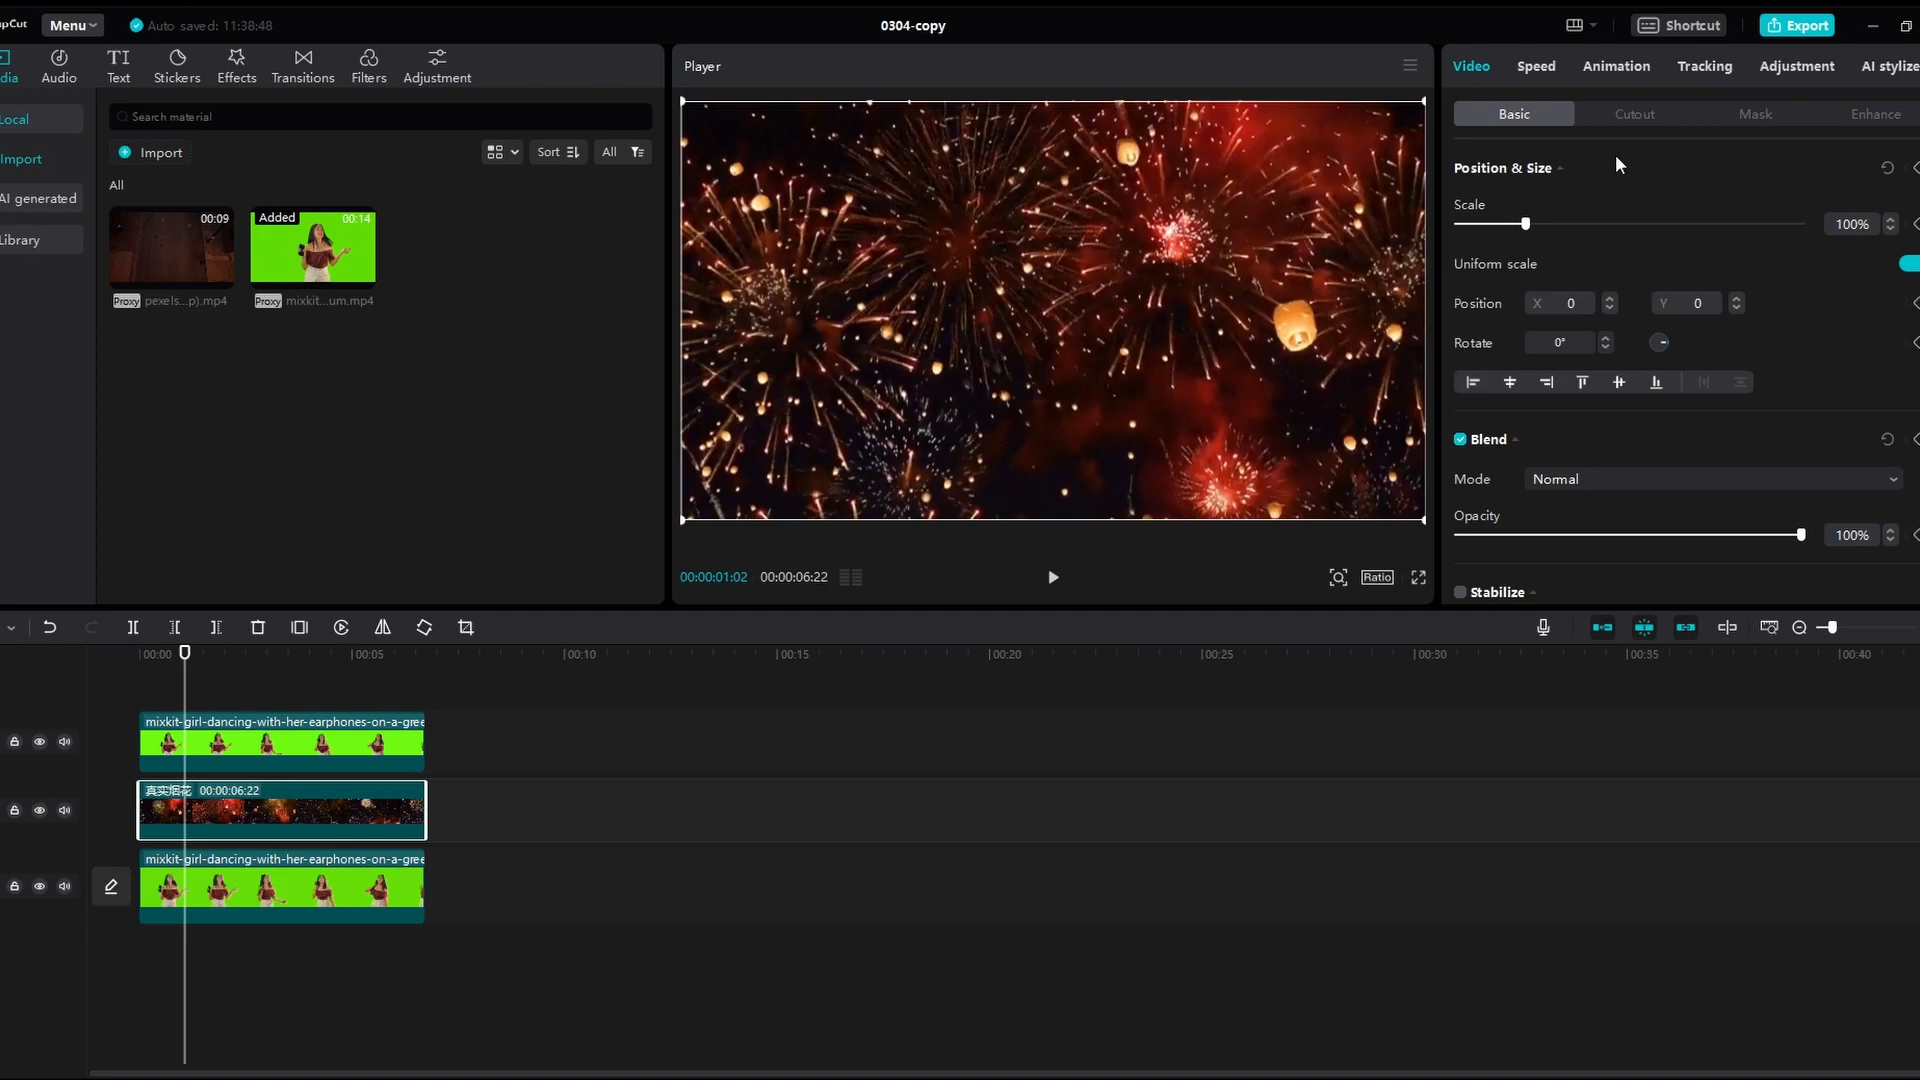 pCut
Menu
Auto saved: 11:38:48
0304-copy
Shortcut
Export
dia
Audio
Text
Stickers
Effects
Transitions
Filters
Adjustment
Player
Video
Speed
Animation
Tracking
Adjustment
AI stylize
Local
Import
AI generated
Library
Search material
Import
Sort
All
All
00:09
Added
00:14
Proxy pexels...p).mp4
Proxy mixkit...um.mp4
00:00:01:02
00:00:06:22
Ratio
Basic
Cutout
Mask
Enhance
Position & Size
Scale
100%
Uniform scale
Position
X 0
Y 0
Rotate
0°
Blend
Mode
Normal
Opacity
100%
Stabilize
00:00
00:05
00:10
00:15
00:20
00:25
00:30
00:35
00:40
mixkit-girl-dancing-with-her-earphones-on-a-gree
真实烟花 00:00:06:22
mixkit-girl-dancing-with-her-earphones-on-a-gree